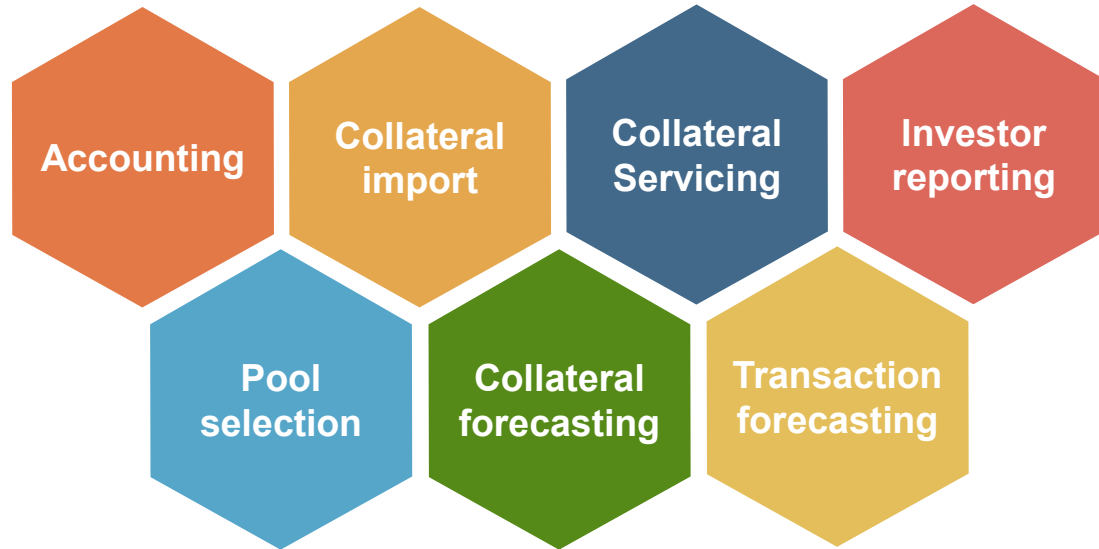 Accounting
Collateral
import
Collateral
Servicing
Investor
reporting
Pool
selection
Collateral
forecasting
Transaction
forecasting